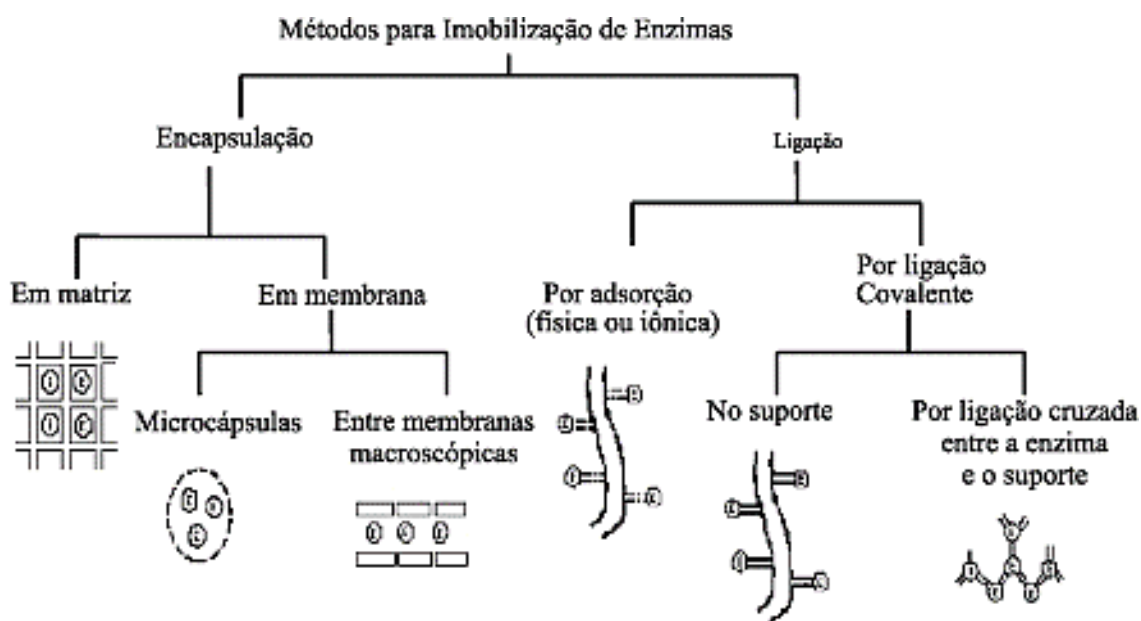 Métodos para Imobilização de Enzimas
Encapsulação
Ligação
Em matriz
Em membrana
Por adsorção
(física ou iônica)
Por ligação
Covalente
Microcápsulas
Entre membranas
macroscópicas
No suporte
Por ligação cruzada
entre a enzima
e o suporte